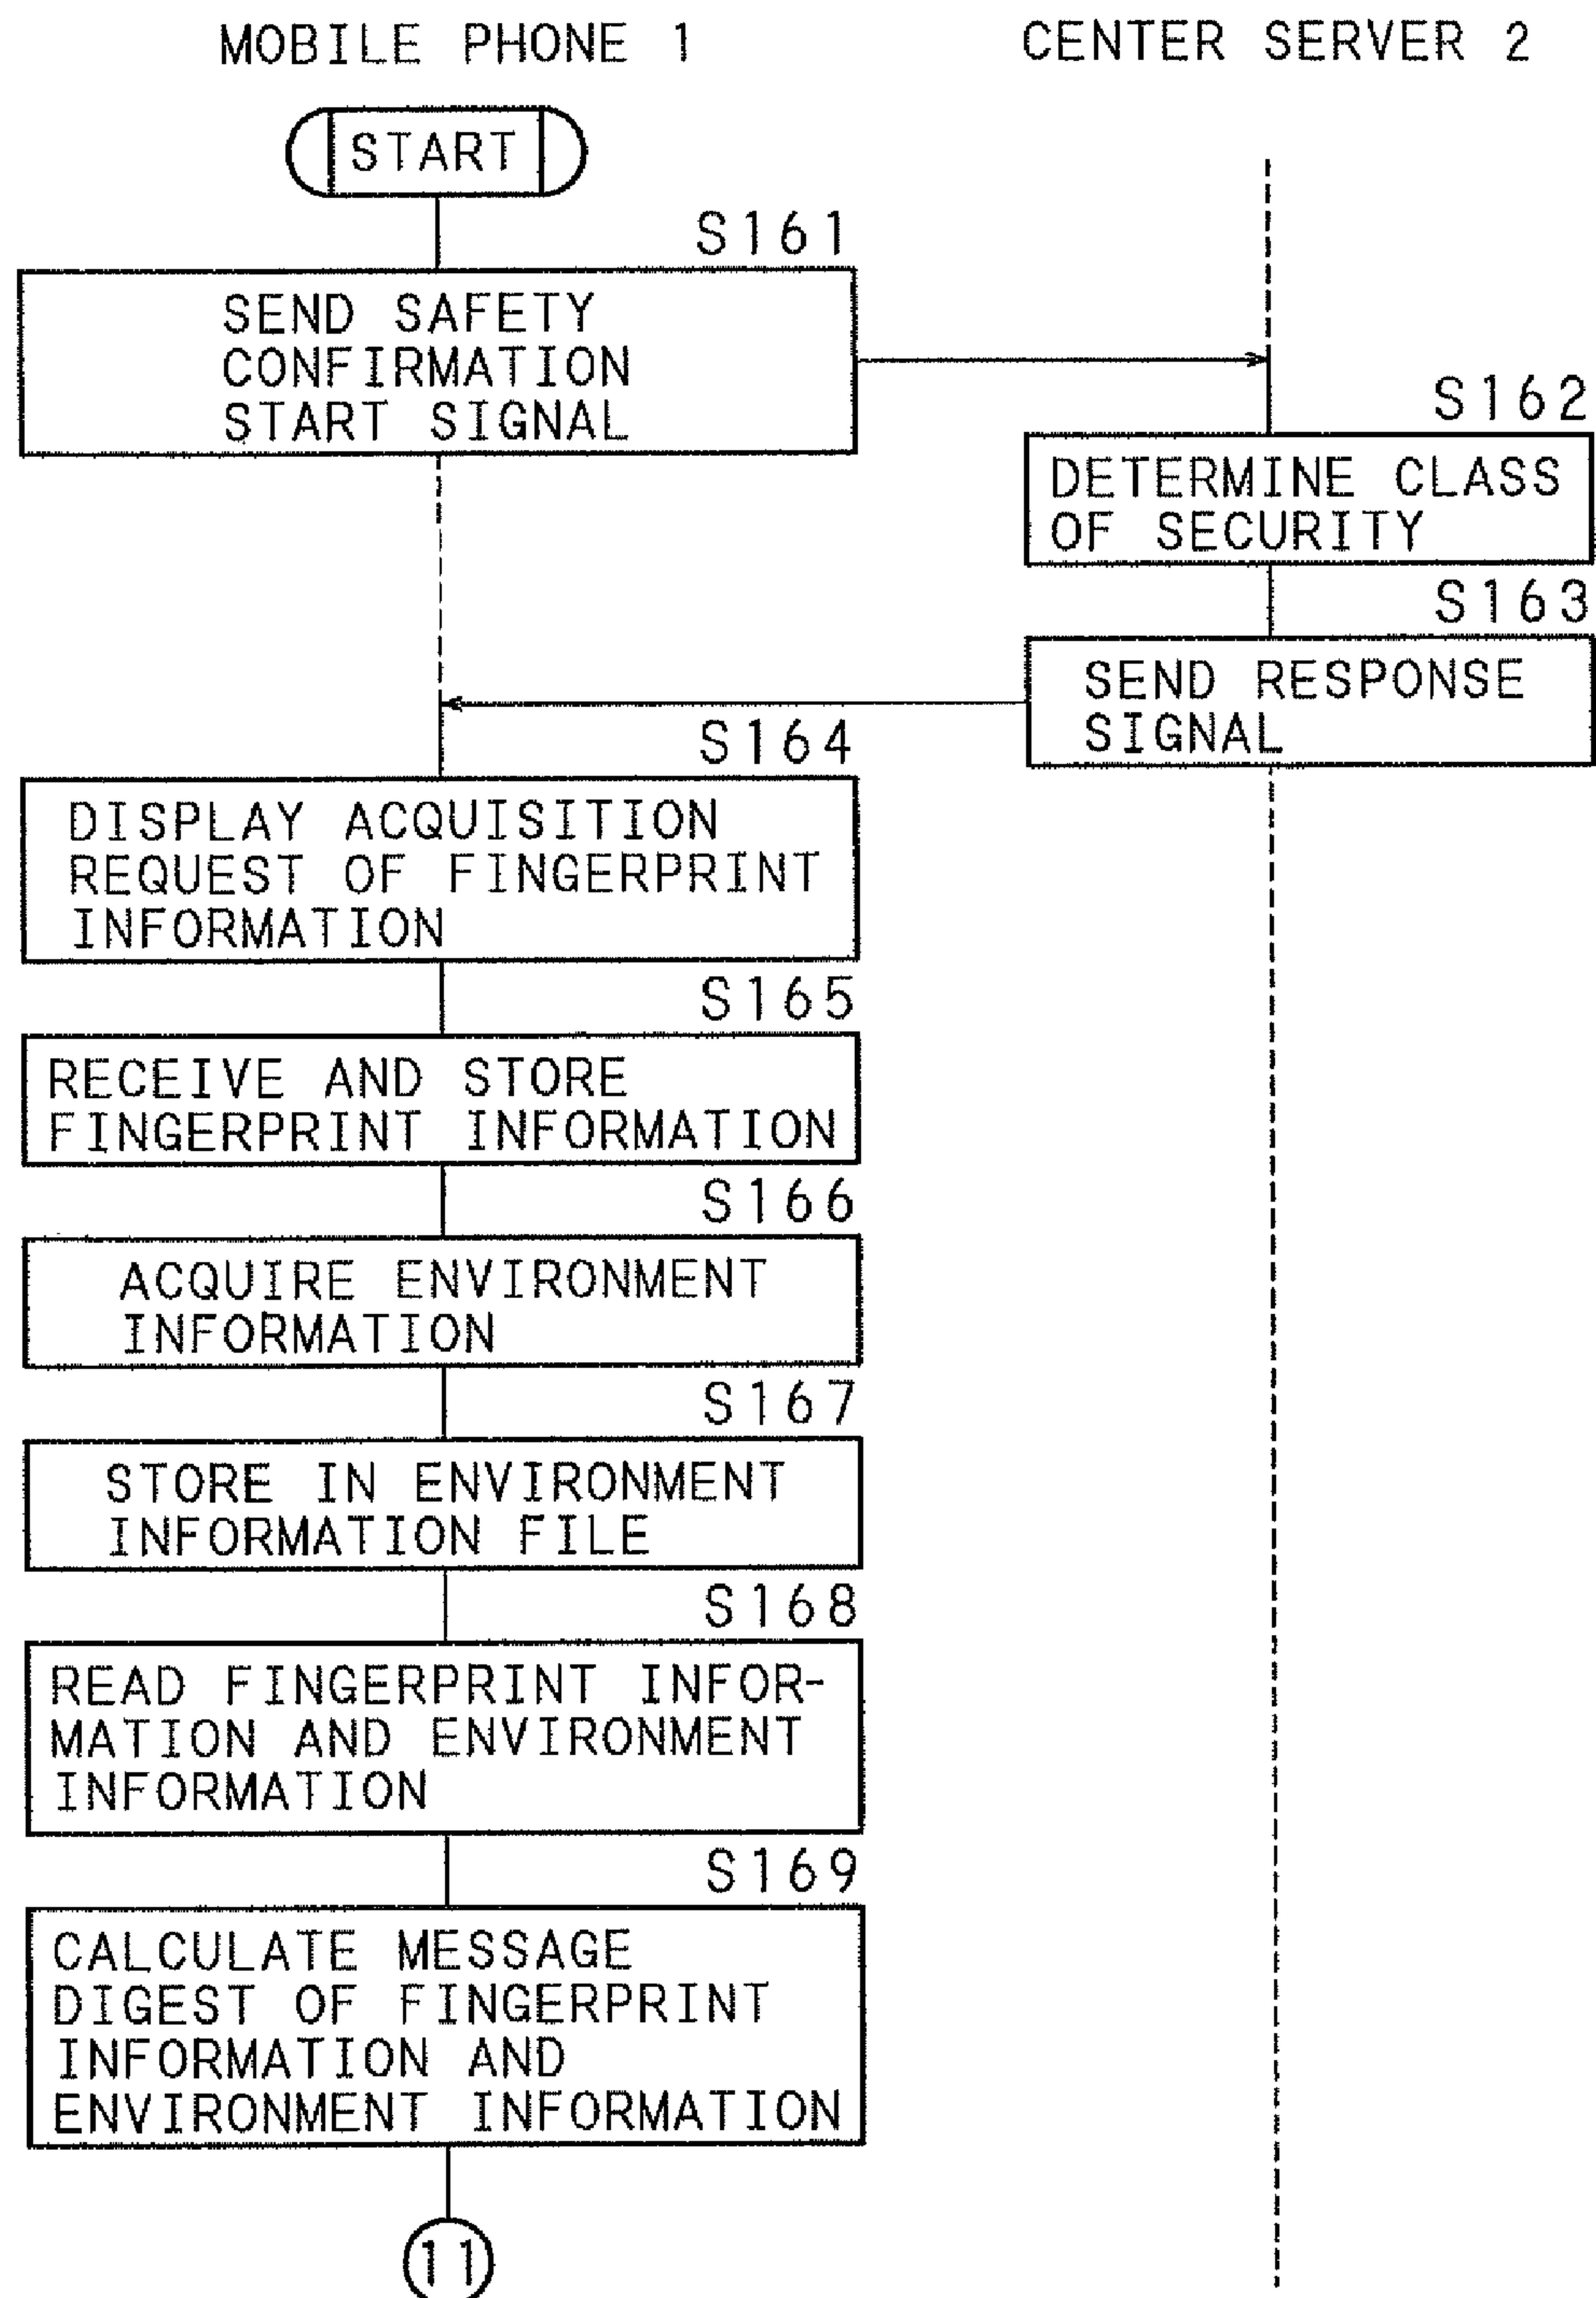 MOBILE PHONE 1
CENTER SERVER 2
START
S161
SEND SAFETY
CONFIRMATION
START SIGNAL
S162
DETERMINE CLASS
OF SECURITY
S163
SEND RESPONSE
SIGNAL
S164
DISPLAY ACQUISITION
REQUEST OF FINGERPRINT
INFORMATION
S165
RECEIVE AND STORE
FINGERPRINT INFORMATION
S166
ACQUIRE ENVIRONMENT
INFORMATION
S167
STORE IN ENVIRONMENT
INFORMATION FILE
S168
READ FINGERPRINT INFOR-
MATION AND ENVIRONMENT
INFORMATION
S169
CALCULATE MESSAGE
DIGEST OF FINGERPRINT
INFORMATION AND
ENVIRONMENT INFORMATION
11